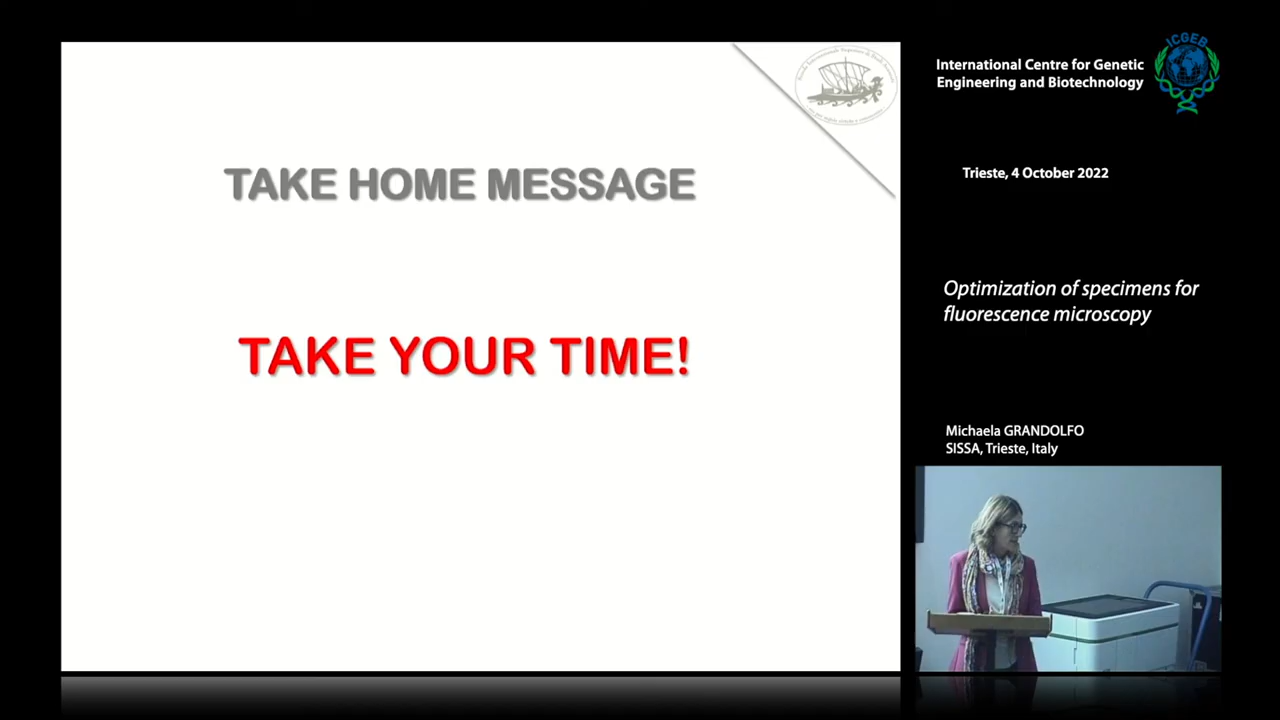 TAKE HOME MESSAGE
TAKE YOUR TIME!
International Centre for Genetic
Engineering and Biotechnology
ICGEB
Trieste, 4 October 2022
Optimization of specimens for
fluorescence microscopy
Michaela GRANDOLFO
SISSA, Trieste, Italy